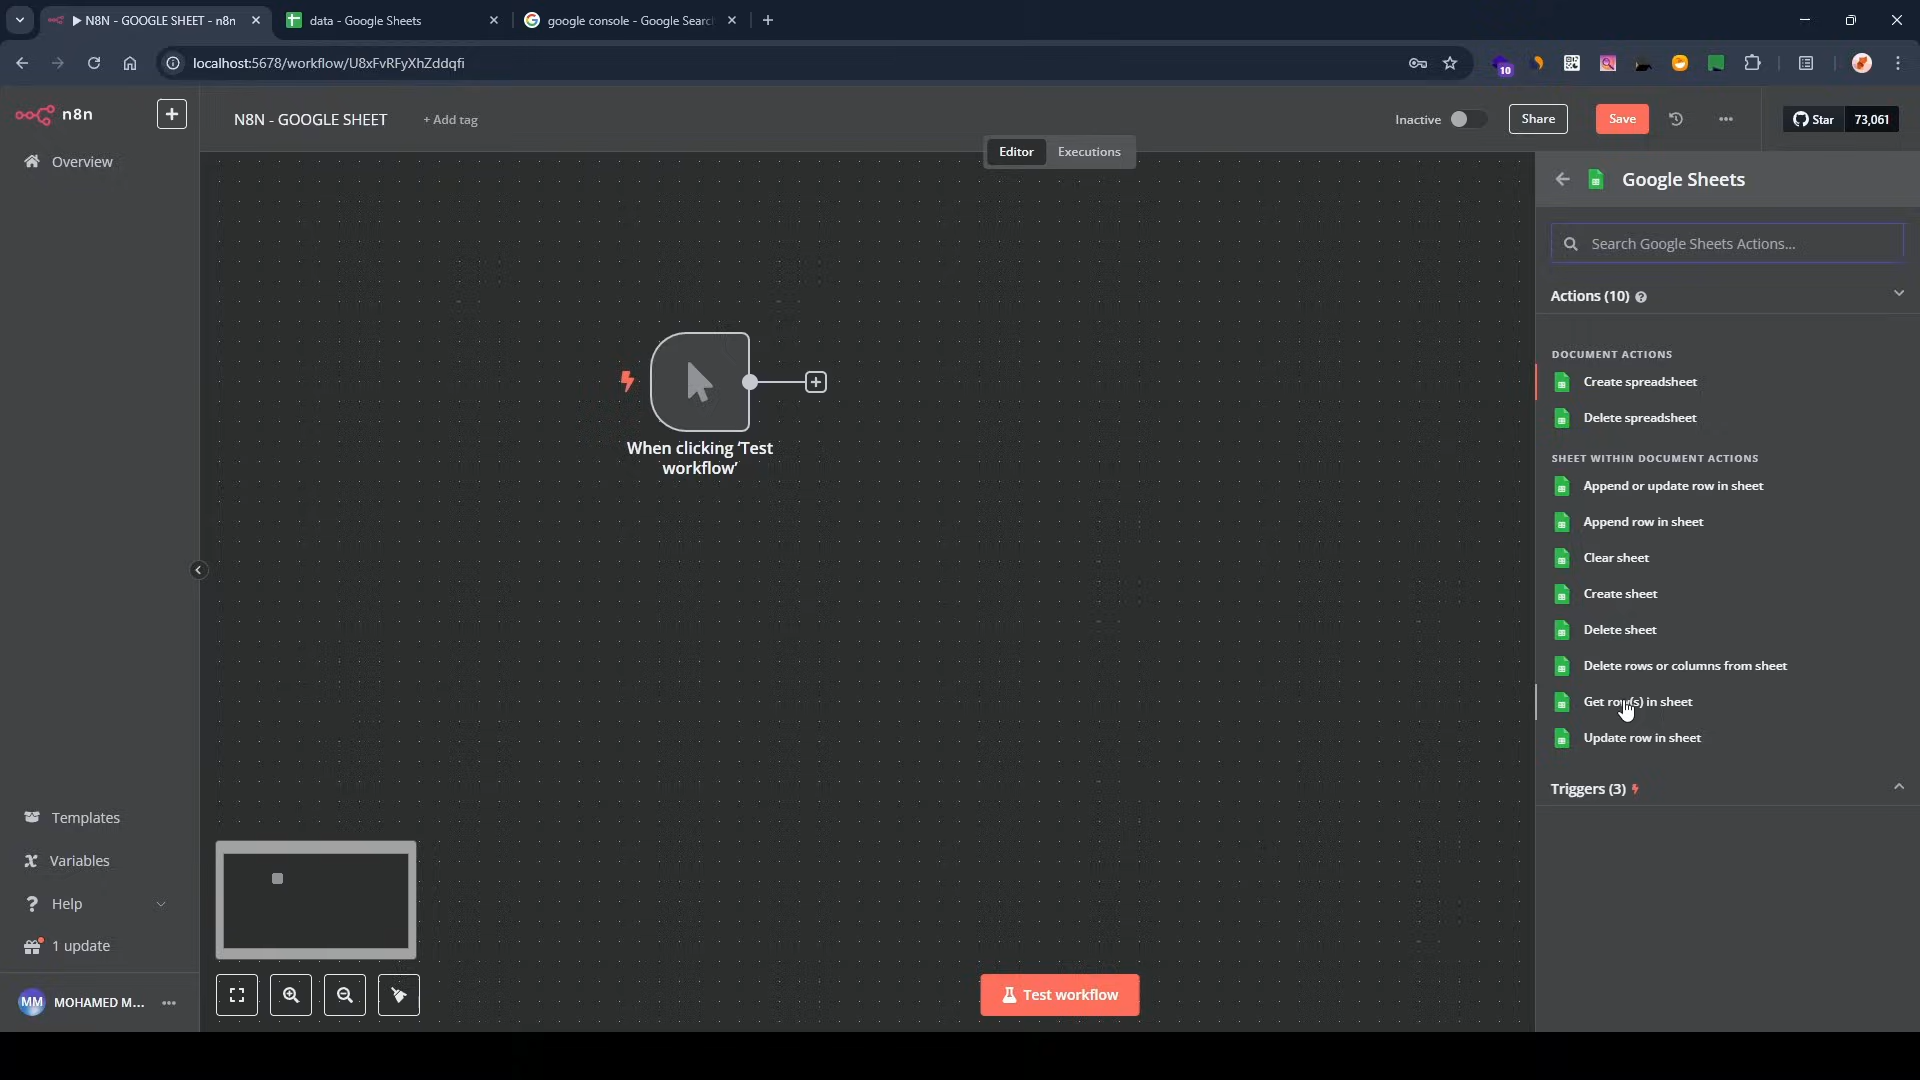 ▶ N8N - GOOGLE SHEET - n8n
data - Google Sheets
google console - Google Searc
localhost:5678/workflow/U8xFvRFyXhZddqfi
10
n8n
N8N - GOOGLE SHEET
+ Add tag
Inactive
Share
Save
Star
73,061
Editor
Executions
Overview
Google Sheets
Search Google Sheets Actions...
Actions (10)
DOCUMENT ACTIONS
Create spreadsheet
Delete spreadsheet
SHEET WITHIN DOCUMENT ACTIONS
Append or update row in sheet
Append row in sheet
Clear sheet
Create sheet
Delete sheet
Delete rows or columns from sheet
Get row(s) in sheet
Update row in sheet
Triggers (3)
When clicking ‘Test
workflow’
Templates
Variables
Help
1 update
MM
MOHAMED M...
Test workflow